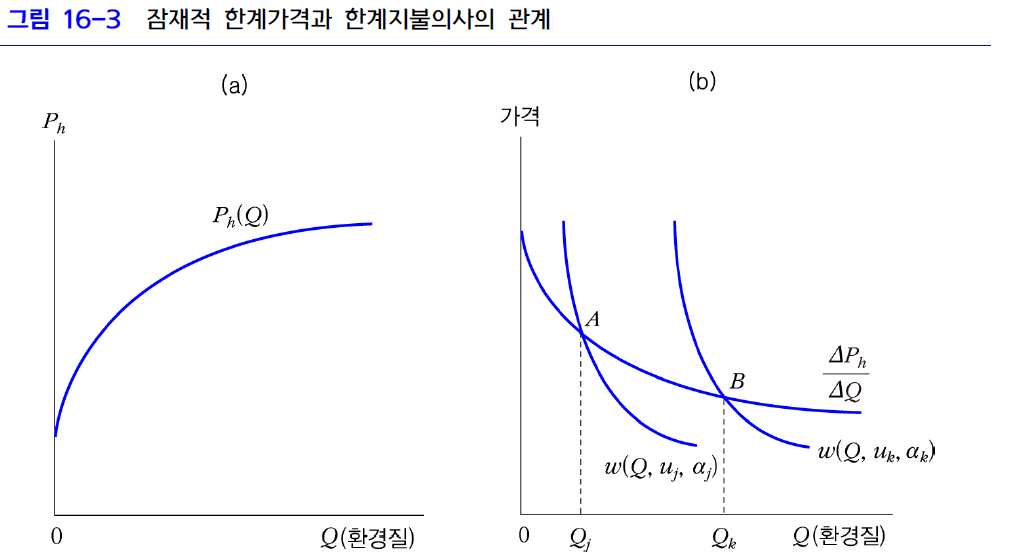 그림 16-3 잠재적 한계가격과 한계지불의사의 관계
(a)
P_h
P_h(Q)
0
Q(환경질)
(b)
가격
A
B
ΔP_h
ΔQ
w(Q, u_j, α_j)
w(Q, u_k, α_k)
0
Q_j
Q_k
Q(환경질)